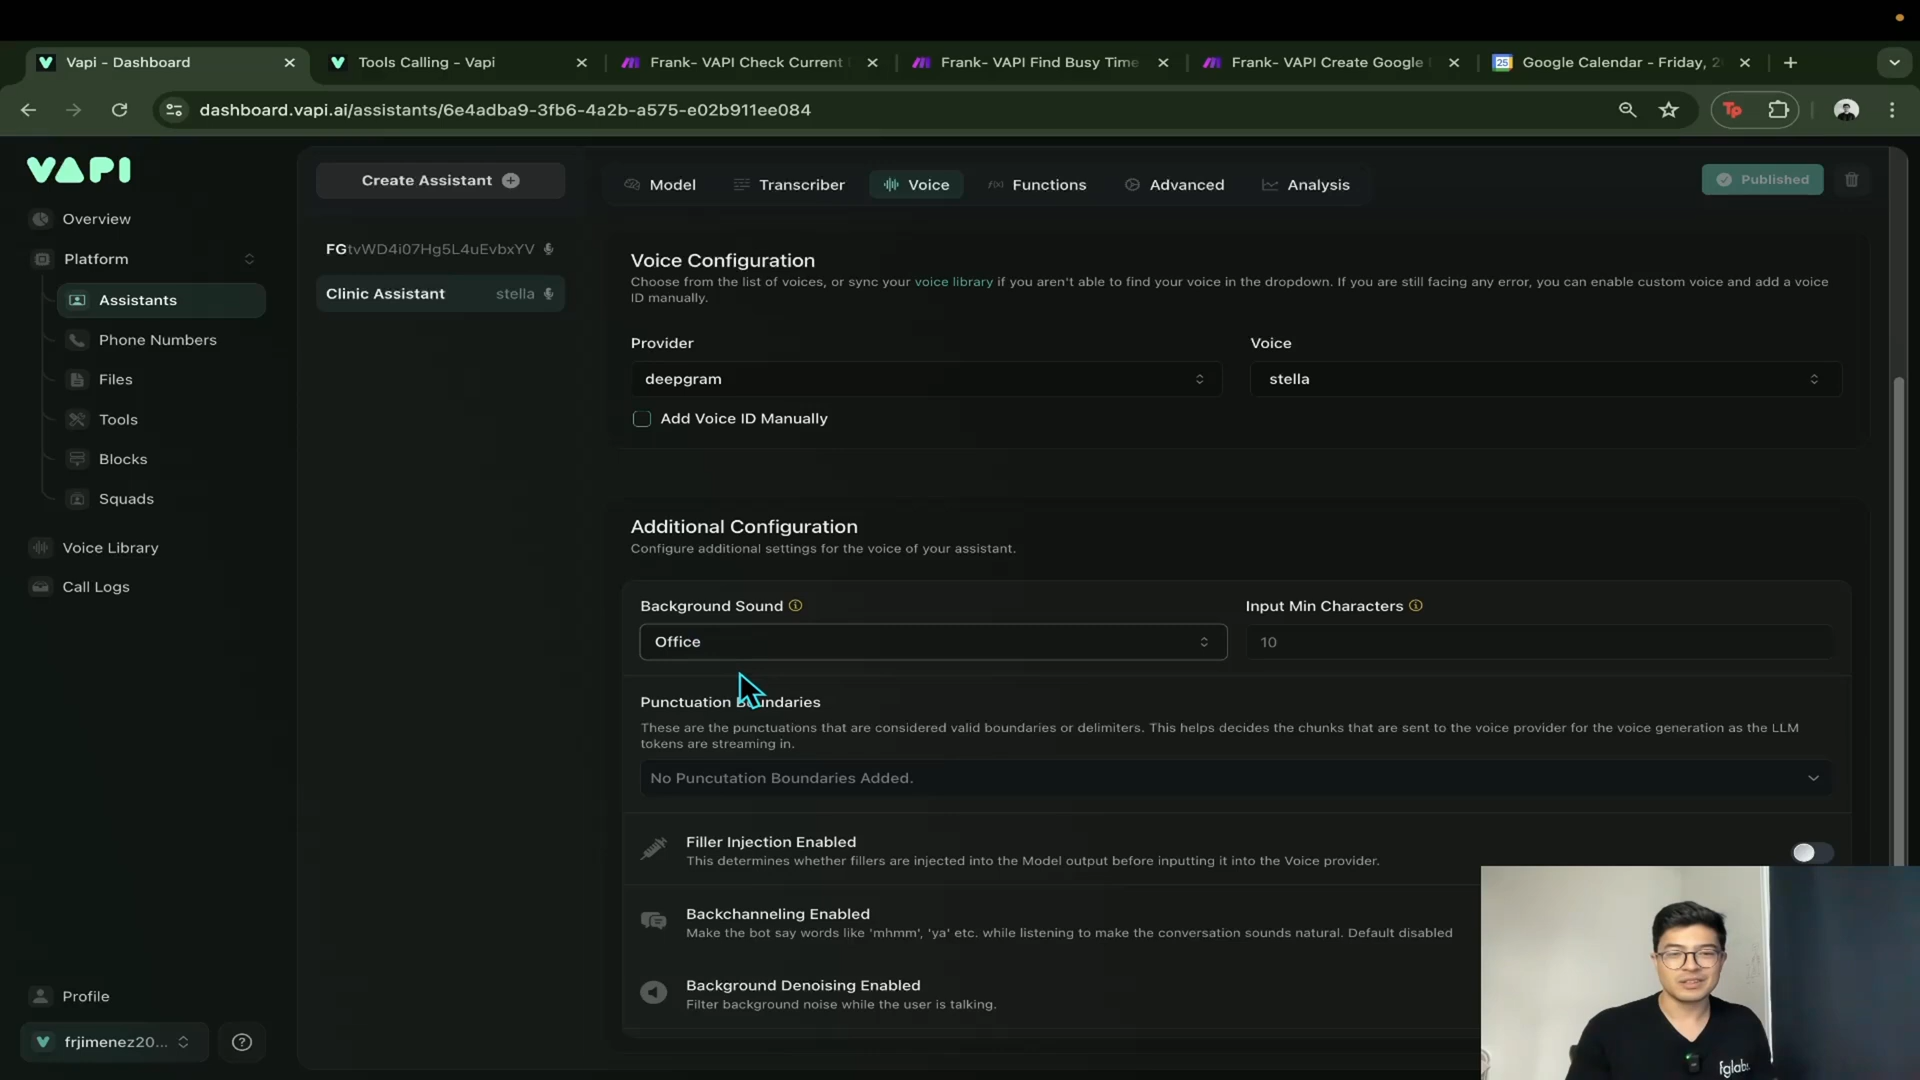 Vapi - Dashboard
Tools Calling - Vapi
Frank- VAPI Check Current
Frank- VAPI Find Busy Time
Frank- VAPI Create Google
Google Calendar - Friday, 2
dashboard.vapi.ai/assistants/6e4adba9-3fb6-4a2b-a575-e02b911ee084
VAPI
Overview
Platform
Assistants
Phone Numbers
Files
Tools
Blocks
Squads
Voice Library
Call Logs
Profile
frjimenez20...
Create Assistant
FGtvWD4i07Hg5L4uEvbxYV
Clinic Assistant stella
Model
Transcriber
Voice
Functions
Advanced
Analysis
Published
Voice Configuration
Choose from the list of voices, or sync your voice library if you aren't able to find your voice in the dropdown. If you are still facing any error, you can enable custom voice and add a voice
ID manually.
Provider
deepgram
Voice
stella
Add Voice ID Manually
Additional Configuration
Configure additional settings for the voice of your assistant.
Background Sound
Office
Input Min Characters
10
Punctuation
These are the punctuations that are considered valid boundaries or delimiters. This helps decides the chunks that are sent to the voice provider for the voice generation as the LLM
tokens are streaming in.
No Puncutation Boundaries Added.
Filler Injection Enabled
This determines whether fillers are injected into the Model output before inputting it into the Voice provider.
Backchanneling Enabled
Make the bot say words like 'mhmm', 'ya' etc. while listening to make the conversation sounds natural. Default disabled
Background Denoising Enabled
Filter background noise while the user is talking.